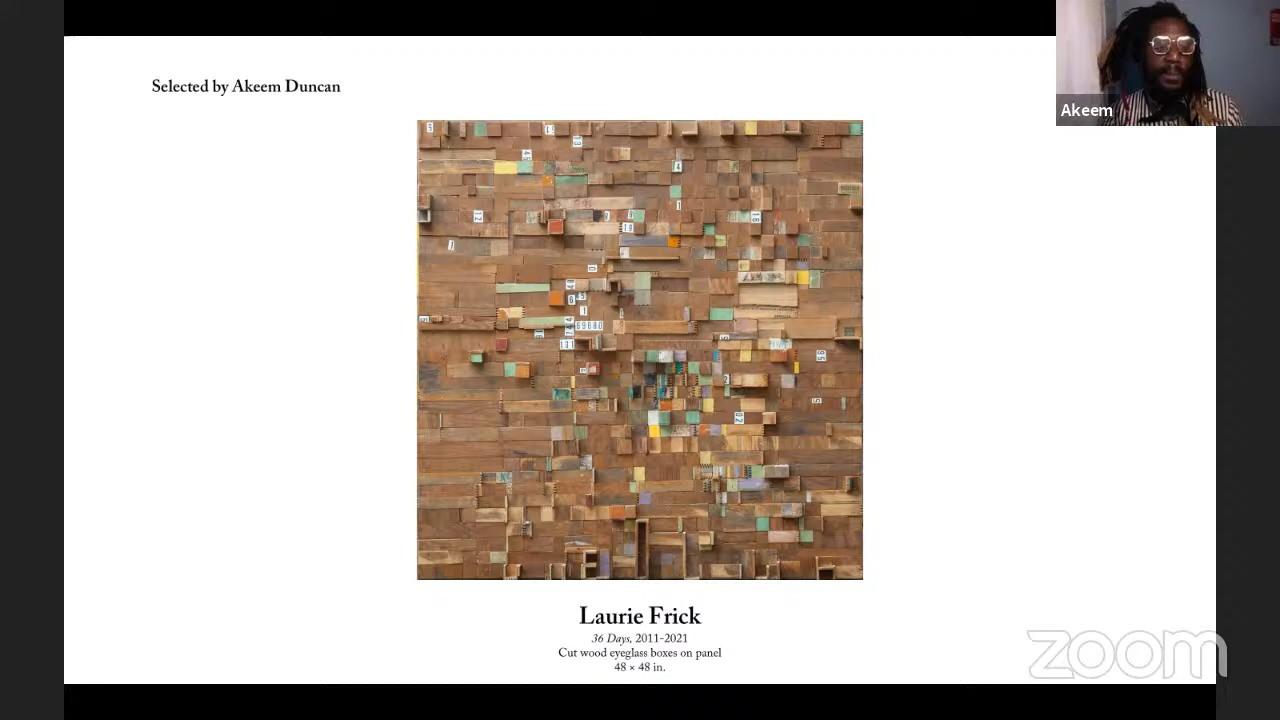 Selected by Akeem Duncan
Akeem
69680
Laurie Frick
36 Days, 2011-2021
Cut wood eyeglass boxes on panel
48 × 48 in.
zoom